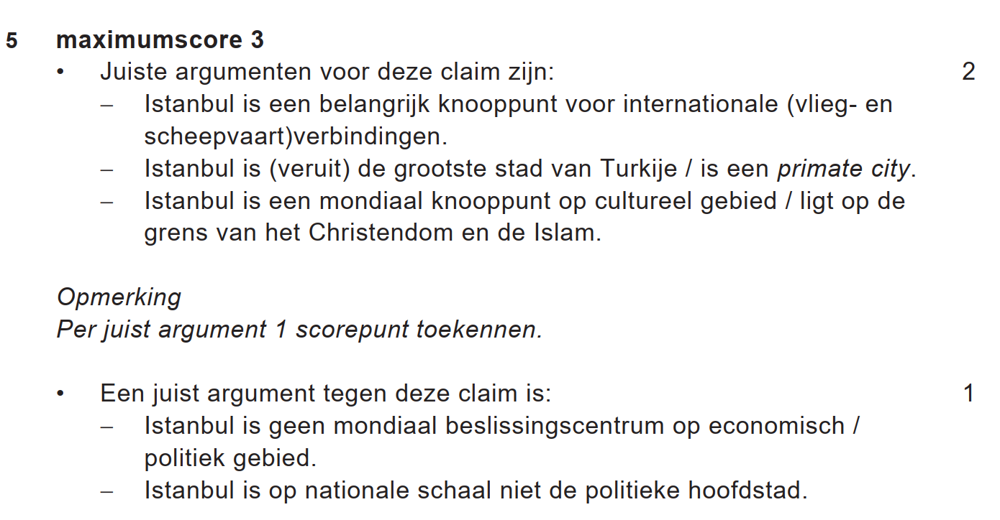 5 maximumscore 3
• Juiste argumenten voor deze claim zijn: 2
– Istanbul is een belangrijk knooppunt voor internationale (vlieg- en
scheepvaart)verbindingen.
– Istanbul is (veruit) de grootste stad van Turkije / is een primate city.
– Istanbul is een mondiaal knooppunt op cultureel gebied / ligt op de
grens van het Christendom en de Islam.
Opmerking
Per juist argument 1 scorepunt toekennen.
• Een juist argument tegen deze claim is: 1
– Istanbul is geen mondiaal beslissingscentrum op economisch /
politiek gebied.
– Istanbul is op nationale schaal niet de politieke hoofdstad.